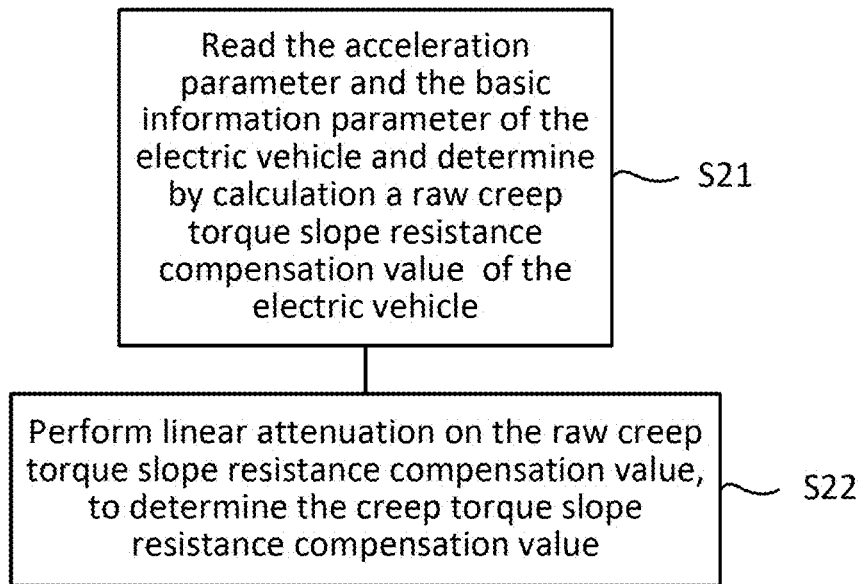 Read the acceleration
parameter and the basic
information parameter of the
electric vehicle and determine
by calculation a raw creep
torque slope resistance
compensation value of the
electric vehicle
S21
Perform linear attenuation on the raw creep
torque slope resistance compensation value,
to determine the creep torque slope
resistance compensation value
S22